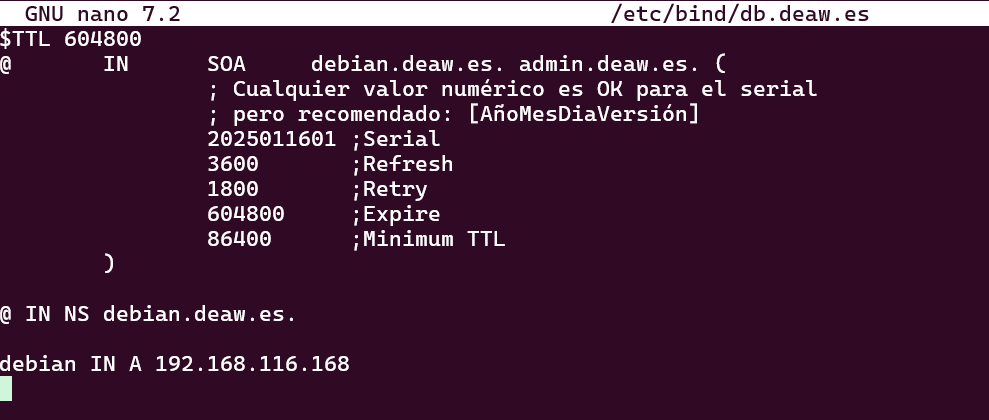 GNU nano 7.2 /etc/bind/db.deaw.es
$TTL 604800
@ IN SOA debian.deaw.es. admin.deaw.es. (
; Cualquier valor numérico es OK para el serial
; pero recomendado: [AñoMesDiaVersión]
2025011601 ;Serial
3600 ;Refresh
1800 ;Retry
604800 ;Expire
86400 ;Minimum TTL
)
@ IN NS debian.deaw.es.
debian IN A 192.168.116.168